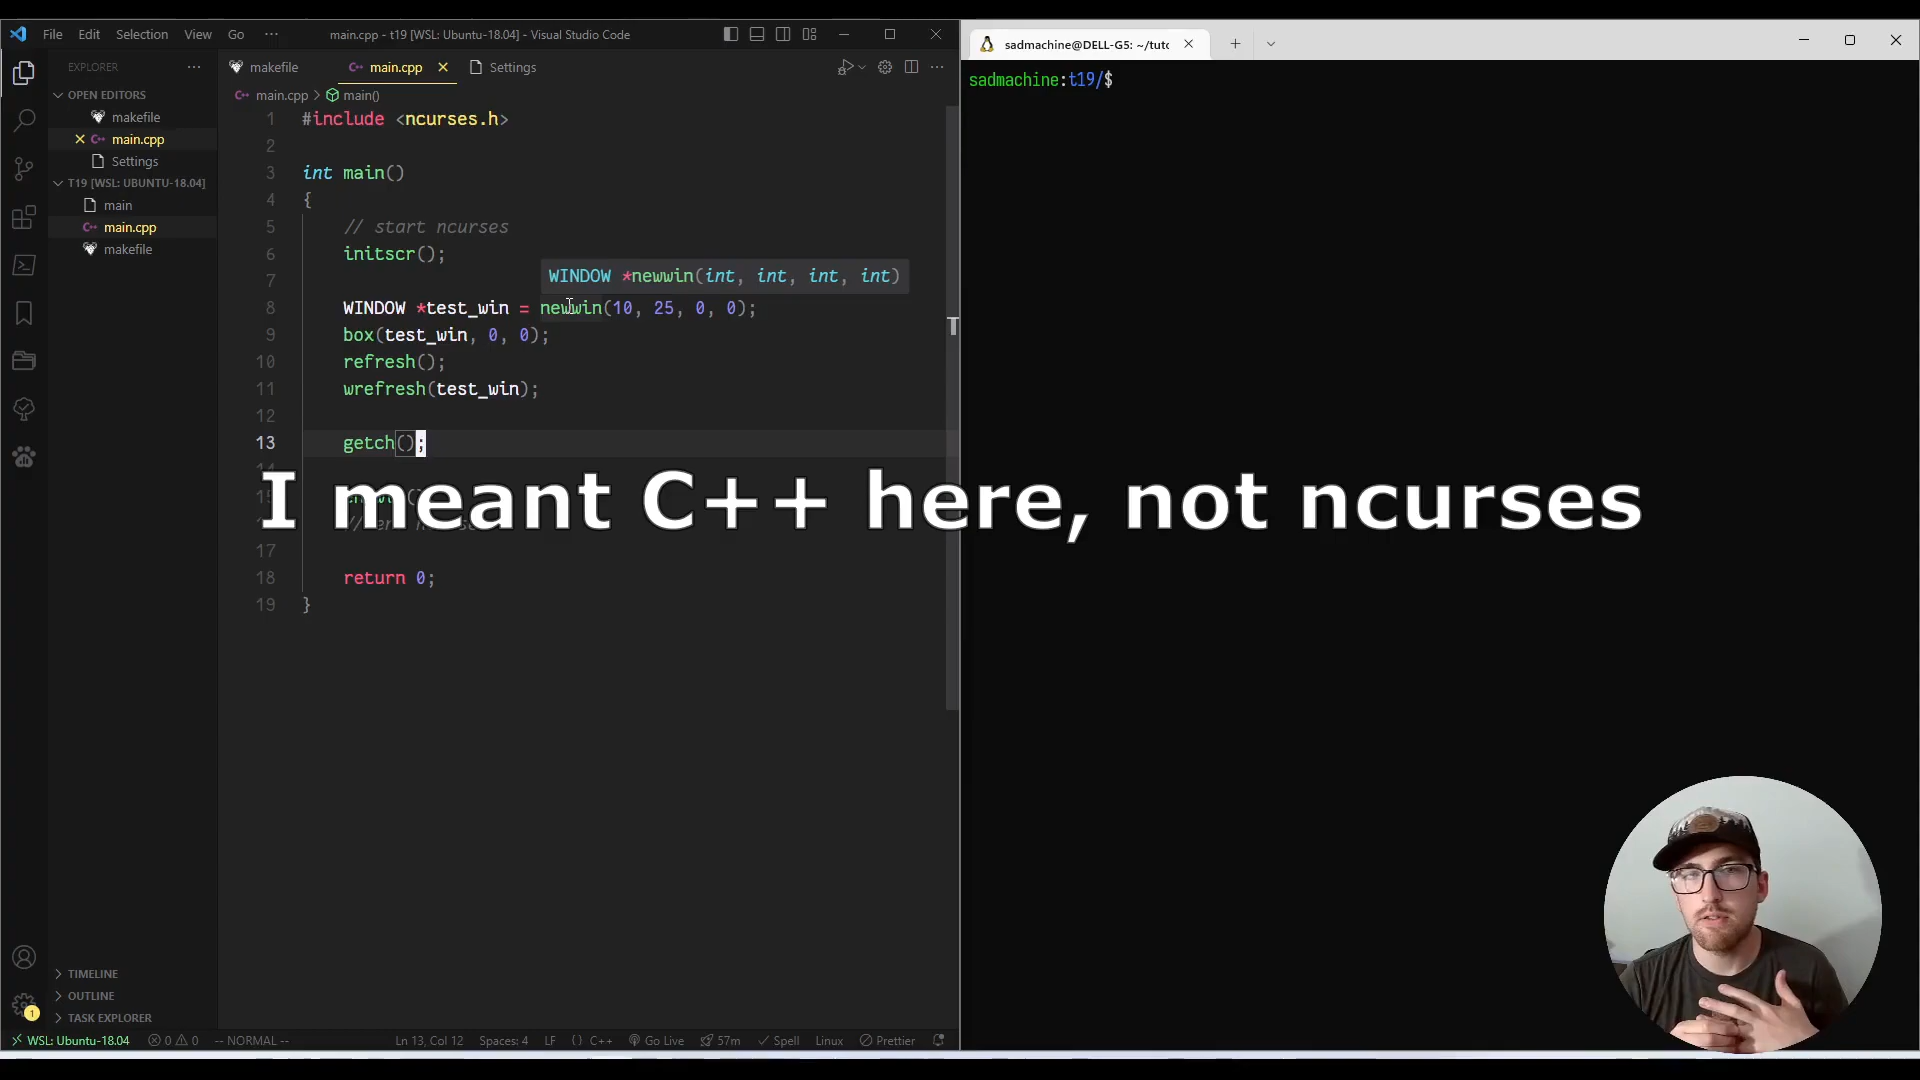 File Edit Selection View Go ··· main.cpp - t19 [WSL: Ubuntu-18.04] - Visual Studio Code
EXPLORER ···
OPEN EDITORS
makefile
main.cpp
Settings
T19 [WSL: UBUNTU-18.04]
main
main.cpp
makefile
TIMELINE
OUTLINE
TASK EXPLORER
1
makefile main.cpp Settings
main.cpp > main()
1 #include <ncurses.h>
2
3 int main()
4 {
5 // start ncurses
6 initscr();
7
WINDOW *newwin(int, int, int, int)
8 WINDOW *test_win = newwin(10, 25, 0, 0);
9 box(test_win, 0, 0);
10 refresh();
11 wrefresh(test_win);
12
13 getch();
I meant C++ here, not ncurses
17
18 return 0;
19 }
WSL: Ubuntu-18.04 0 0 -- NORMAL -- Ln 13, Col 12 Spaces: 4 LF {} C++ Go Live 57m Spell Linux Prettier
sadmachine@DELL-G5: ~/tuto
sadmachine:t19/$